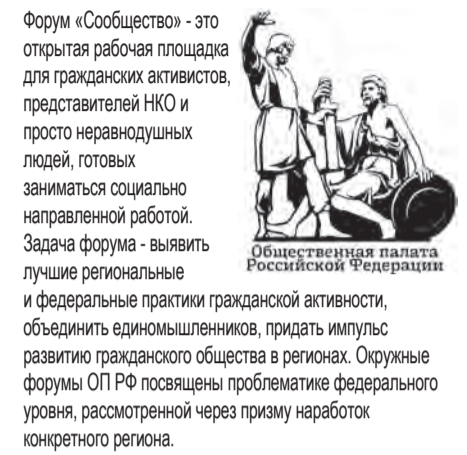 Форум «Сообщество» - это
открытая рабочая площадка
для гражданских активистов,
представителей НКО и
просто неравнодушных
людей, готовых
заниматься социально
направленной работой.
Задача форума - выявить
лучшие региональные
и федеральные практики гражданской активности,
объединить единомышленников, придать импульс
развитию гражданского общества в регионах. Окружные
форумы ОП РФ посвящены проблематике федерального
уровня, рассмотренной через призму наработок
конкретного региона.
Общественная палата
Российской Федерации